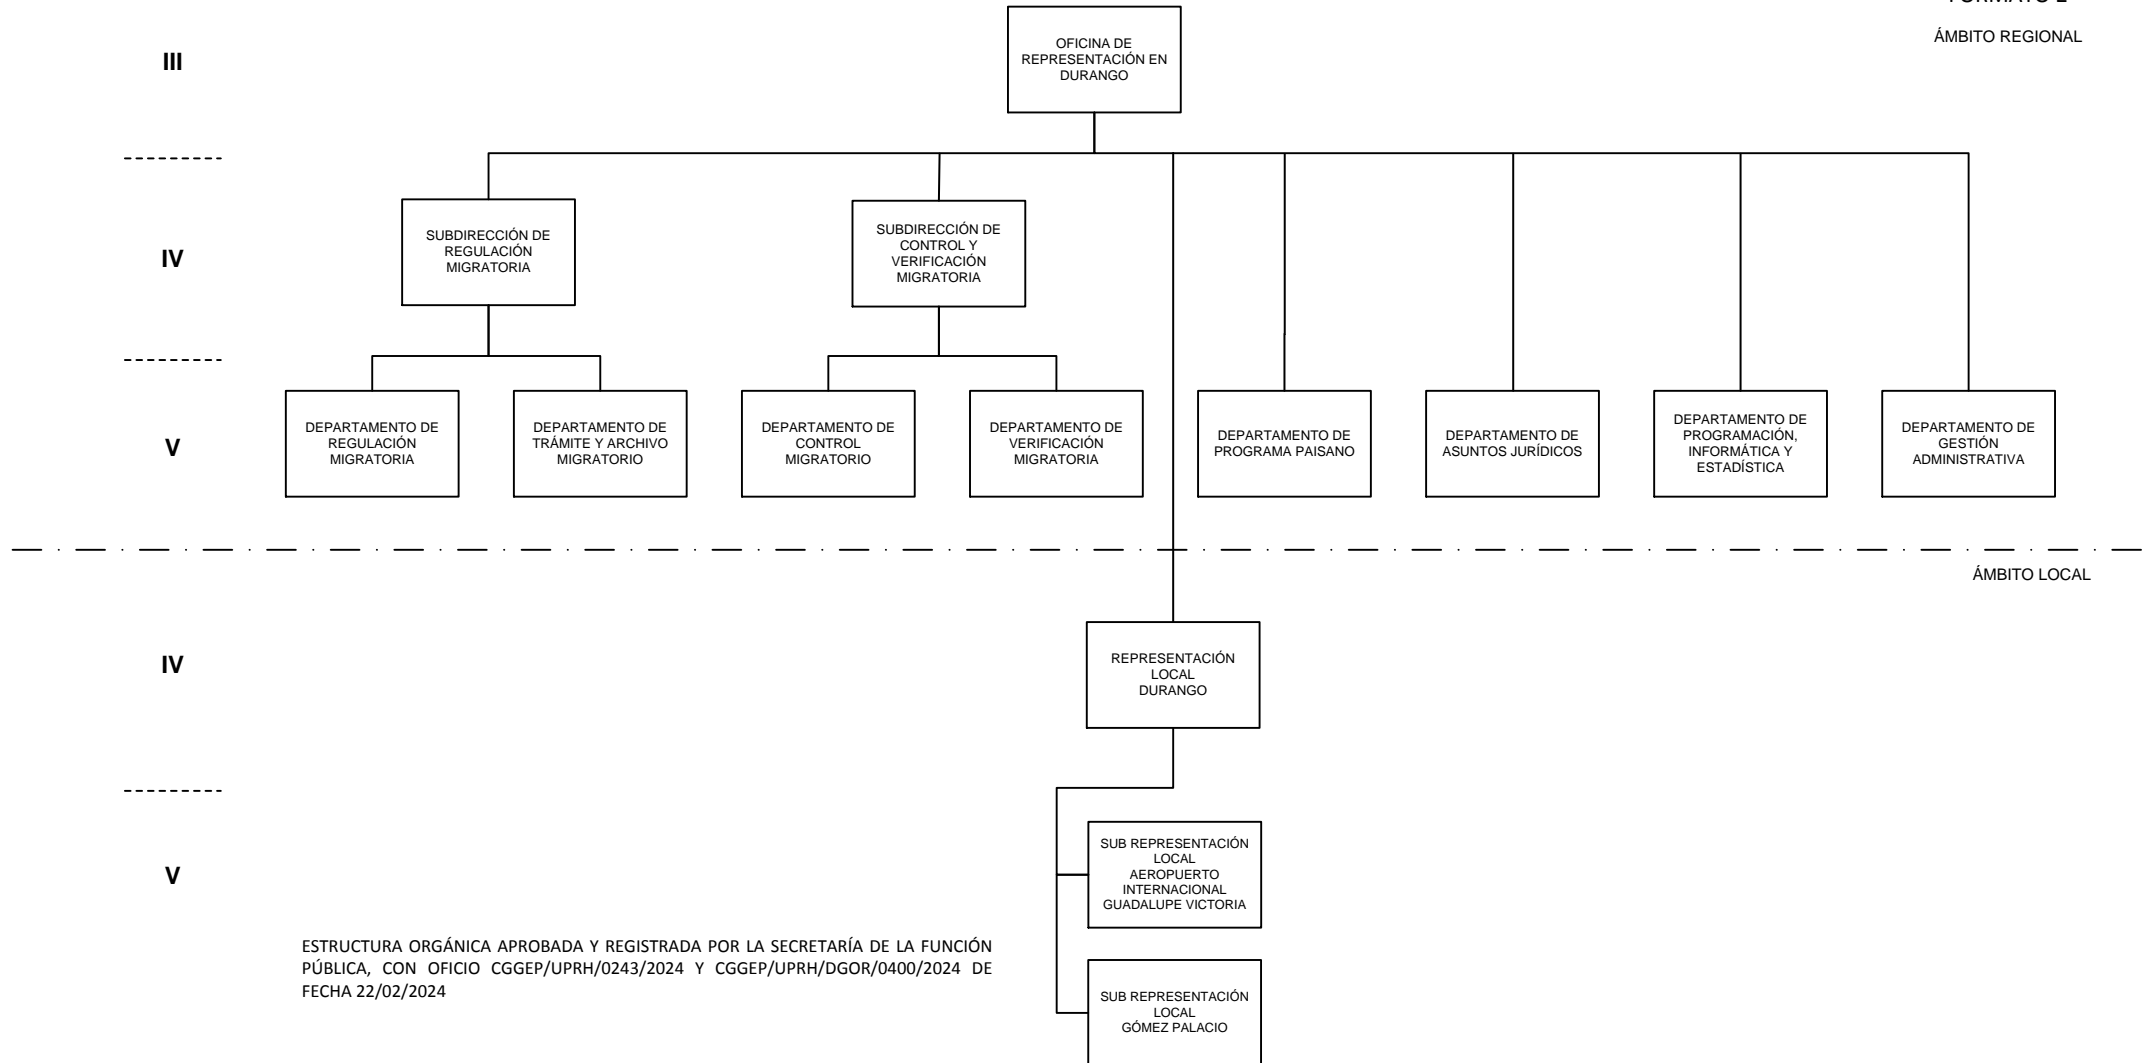 FORMATO 2
ÁMBITO REGIONAL
III
OFICINA DE
REPRESENTACIÓN EN
DURANGO
IV
SUBDIRECCIÓN DE
REGULACIÓN
MIGRATORIA
SUBDIRECCIÓN DE
CONTROL Y
VERIFICACIÓN
MIGRATORIA
V
DEPARTAMENTO DE
REGULACIÓN
MIGRATORIA
DEPARTAMENTO DE
TRÁMITE Y ARCHIVO
MIGRATORIO
DEPARTAMENTO DE
CONTROL
MIGRATORIO
DEPARTAMENTO DE
VERIFICACIÓN
MIGRATORIA
DEPARTAMENTO DE
PROGRAMA PAISANO
DEPARTAMENTO DE
ASUNTOS JURÍDICOS
DEPARTAMENTO DE
PROGRAMACIÓN,
INFORMÁTICA Y
ESTADÍSTICA
DEPARTAMENTO DE
GESTIÓN
ADMINISTRATIVA
ÁMBITO LOCAL
IV
REPRESENTACIÓN
LOCAL
DURANGO
V
SUB REPRESENTACIÓN
LOCAL
AEROPUERTO
INTERNACIONAL
GUADALUPE VICTORIA
ESTRUCTURA ORGÁNICA APROBADA Y REGISTRADA POR LA SECRETARÍA DE LA FUNCIÓN
PÚBLICA, CON OFICIO CGGEP/UPRH/0243/2024 Y CGGEP/UPRH/DGOR/0400/2024 DE
FECHA 22/02/2024
SUB REPRESENTACIÓN
LOCAL
GÓMEZ PALACIO